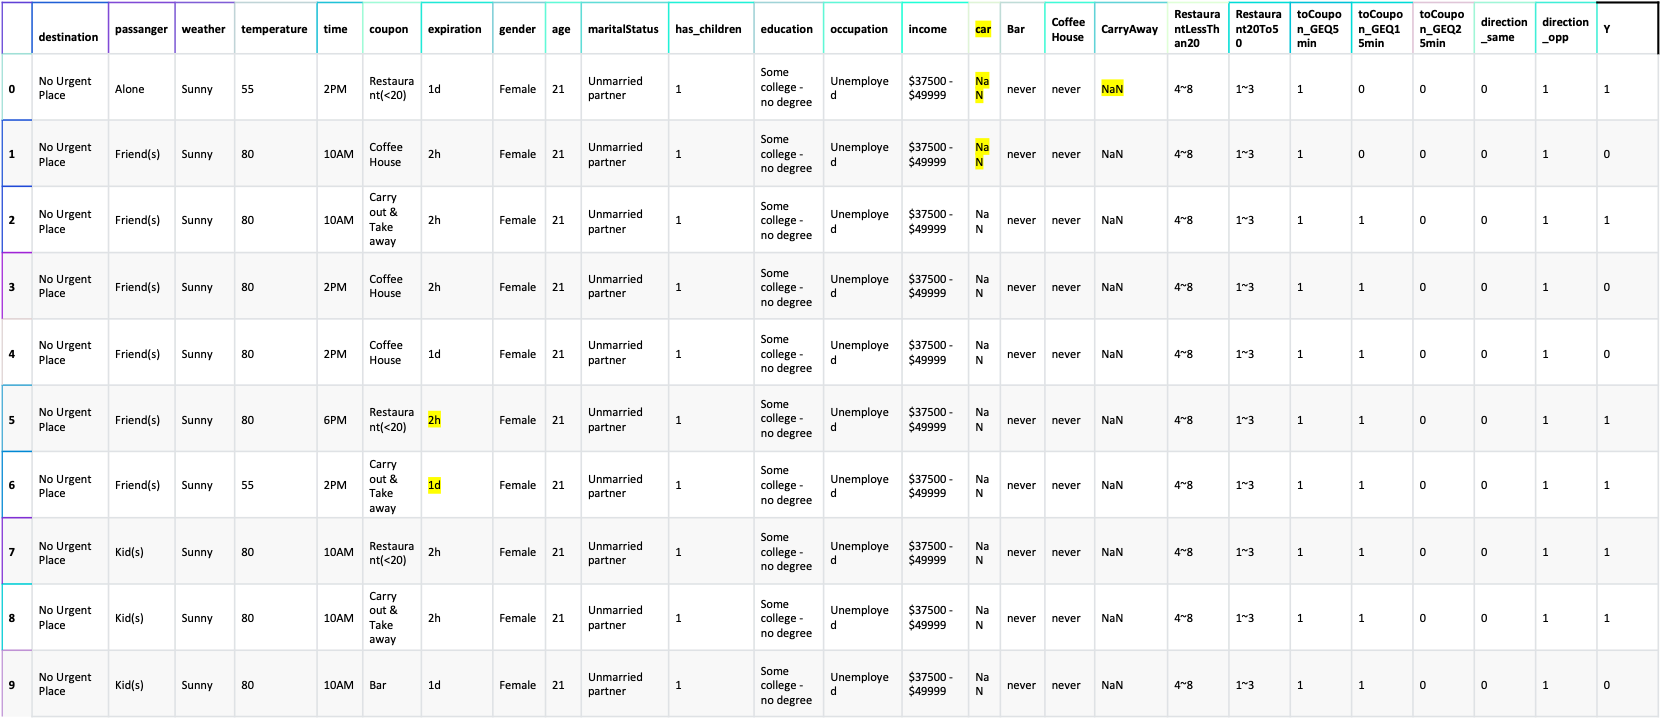 destination passanger weather temperature time coupon expiration gender age maritalStatus has_children education occupation income car Bar Coffee House CarryAway RestaurantLessThan20 Restaurant20To50 toCoupon_GEQ5min toCoupon_GEQ15min toCoupon_GEQ25min direction_same direction_opp Y
0 No Urgent Place Alone Sunny 55 2PM Restaurant(<20) 1d Female 21 Unmarried partner 1 Some college - no degree Unemployed $37500 - $49999 NaN never never NaN 4~8 1~3 1 0 0 0 1 1
1 No Urgent Place Friend(s) Sunny 80 10AM Coffee House 2h Female 21 Unmarried partner 1 Some college - no degree Unemployed $37500 - $49999 NaN never never NaN 4~8 1~3 1 0 0 0 1 0
2 No Urgent Place Friend(s) Sunny 80 10AM Carry out & Take away 2h Female 21 Unmarried partner 1 Some college - no degree Unemployed $37500 - $49999 NaN never never NaN 4~8 1~3 1 1 0 0 1 1
3 No Urgent Place Friend(s) Sunny 80 2PM Coffee House 2h Female 21 Unmarried partner 1 Some college - no degree Unemployed $37500 - $49999 NaN never never NaN 4~8 1~3 1 1 0 0 1 0
4 No Urgent Place Friend(s) Sunny 80 2PM Coffee House 1d Female 21 Unmarried partner 1 Some college - no degree Unemployed $37500 - $49999 NaN never never NaN 4~8 1~3 1 1 0 0 1 0
5 No Urgent Place Friend(s) Sunny 80 6PM Restaurant(<20) 2h Female 21 Unmarried partner 1 Some college - no degree Unemployed $37500 - $49999 NaN never never NaN 4~8 1~3 1 1 0 0 1 1
6 No Urgent Place Friend(s) Sunny 55 2PM Carry out & Take away 1d Female 21 Unmarried partner 1 Some college - no degree Unemployed $37500 - $49999 NaN never never NaN 4~8 1~3 1 1 0 0 1 1
7 No Urgent Place Kid(s) Sunny 80 10AM Restaurant(<20) 2h Female 21 Unmarried partner 1 Some college - no degree Unemployed $37500 - $49999 NaN never never NaN 4~8 1~3 1 1 0 0 1 1
8 No Urgent Place Kid(s) Sunny 80 10AM Carry out & Take away 2h Female 21 Unmarried partner 1 Some college - no degree Unemployed $37500 - $49999 NaN never never NaN 4~8 1~3 1 1 0 0 1 1
9 No Urgent Place Kid(s) Sunny 80 10AM Bar 1d Female 21 Unmarried partner 1 Some college - no degree Unemployed $37500 - $49999 NaN never never NaN 4~8 1~3 1 1 0 0 1 0